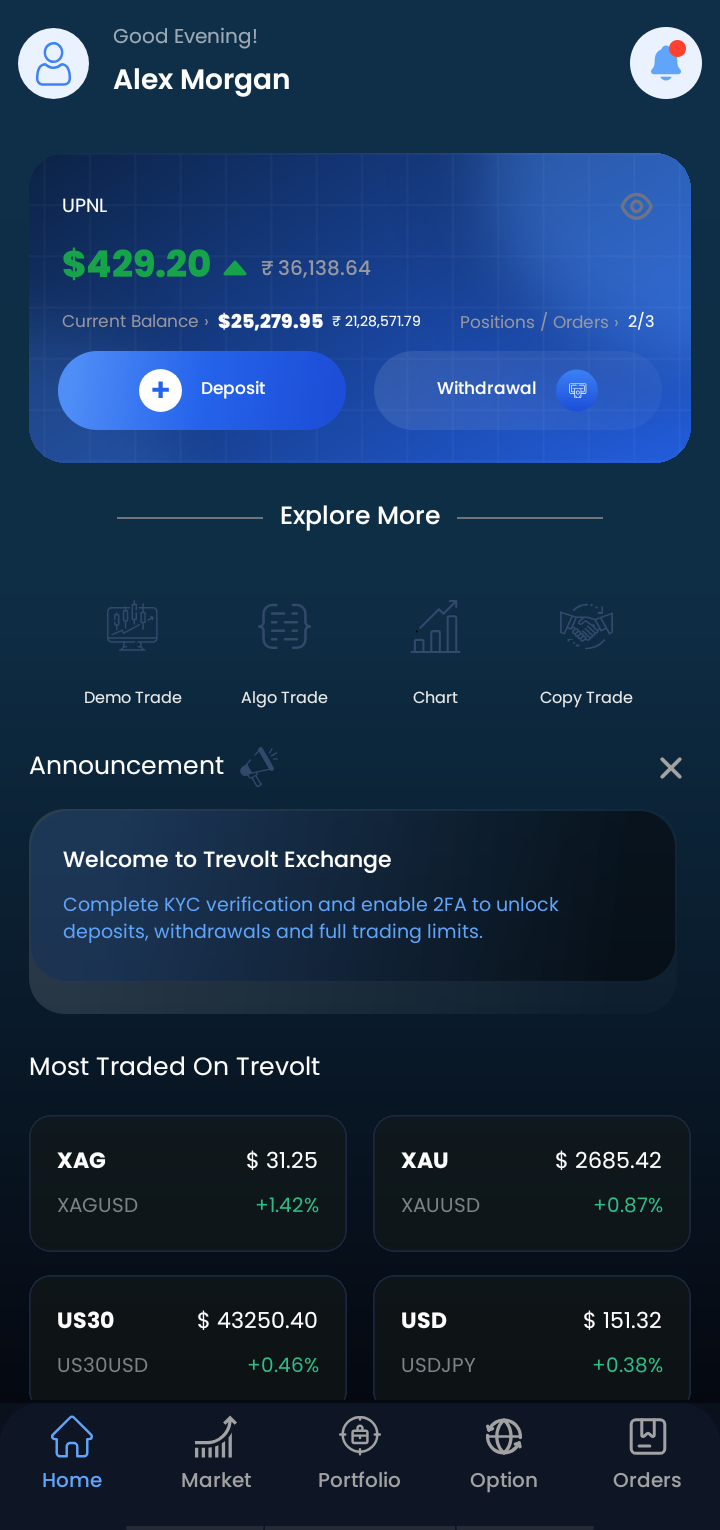 Good Evening!
Alex Morgan
UPNL
$429.20 ₹ 36,138.64
Current Balance › $25,279.95 ₹ 21,28,571.79 Positions / Orders › 2/3
Deposit Withdrawal
Explore More
Demo Trade Algo Trade Chart Copy Trade
Announcement
Welcome to Trevolt Exchange
Complete KYC verification and enable 2FA to unlock
deposits, withdrawals and full trading limits.
Most Traded On Trevolt
XAG $ 31.25 XAU $ 2685.42
XAGUSD +1.42% XAUUSD +0.87%
US30 $ 43250.40 USD $ 151.32
US30USD +0.46% USDJPY +0.38%
Home Market Portfolio Option Orders